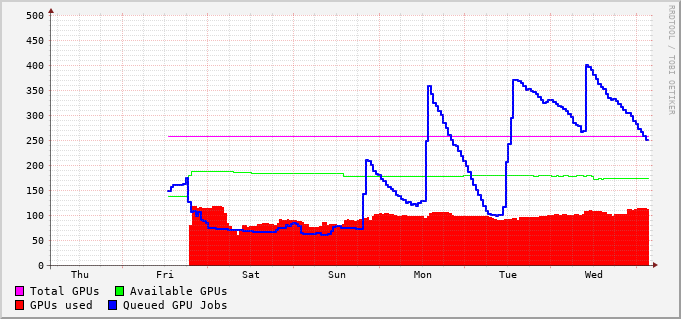 500
450
400
350
300
250
200
150
100
50
0
Thu Fri Sat Sun Mon Tue Wed
Total GPUs Available GPUs
GPUs used Queued GPU Jobs
RRDTOOL / TOBI OETIKER